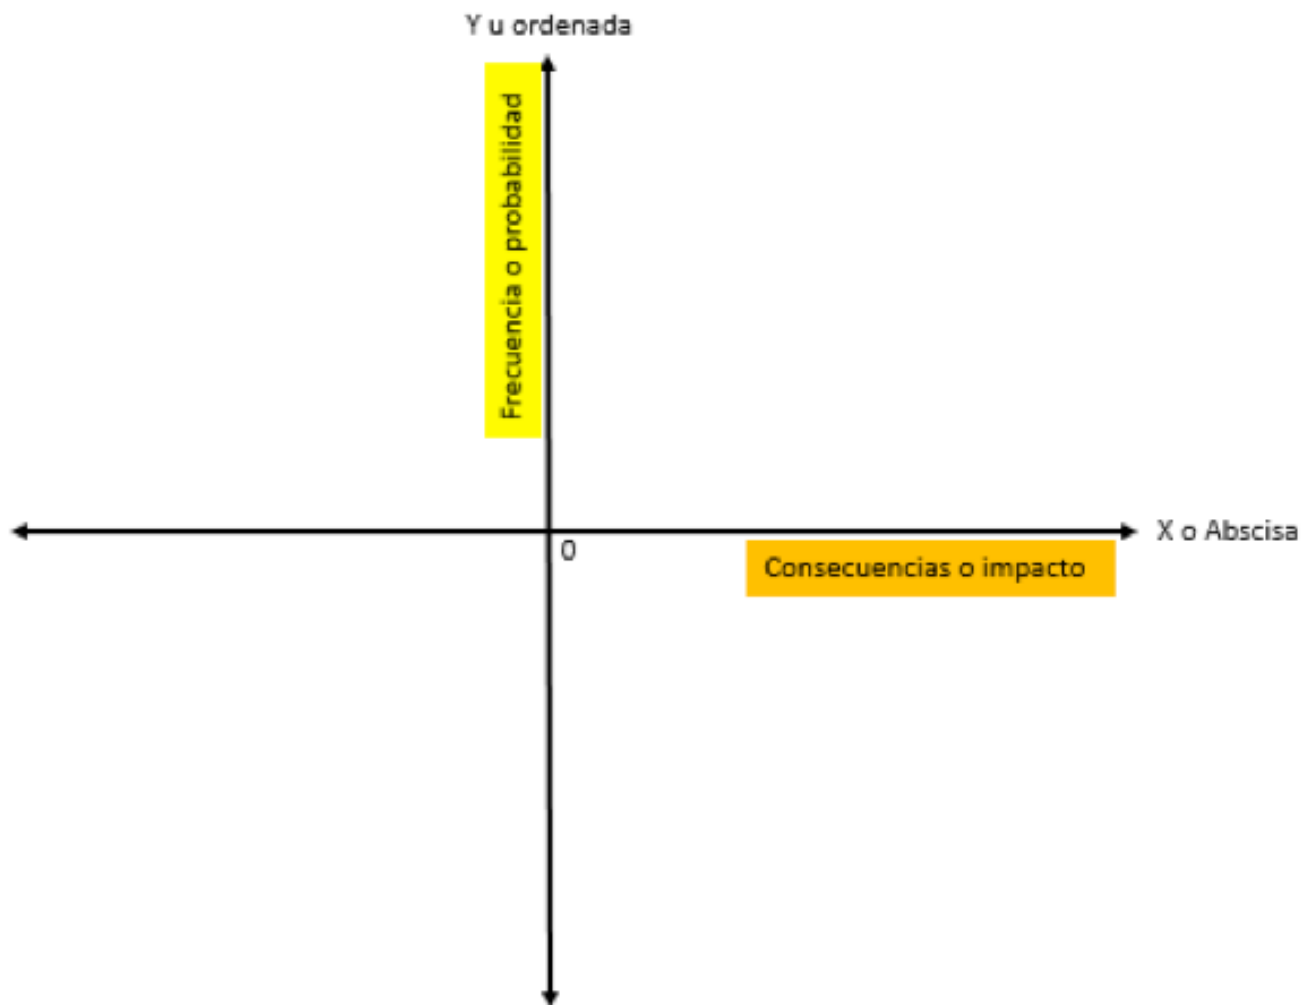 Y u ordenada
Frecuencia o probabilidad
X o Abscisa
0
Consecuencias o impacto